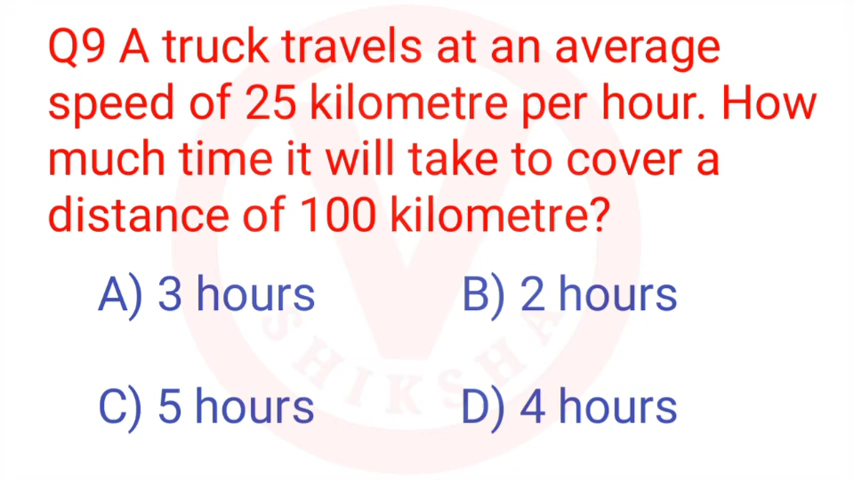 Q9 A truck travels at an average
speed of 25 kilometre per hour. How
much time it will take to cover a
distance of 100 kilometre?
A) 3 hours B) 2 hours
SHIKSHA
C) 5 hours D) 4 hours